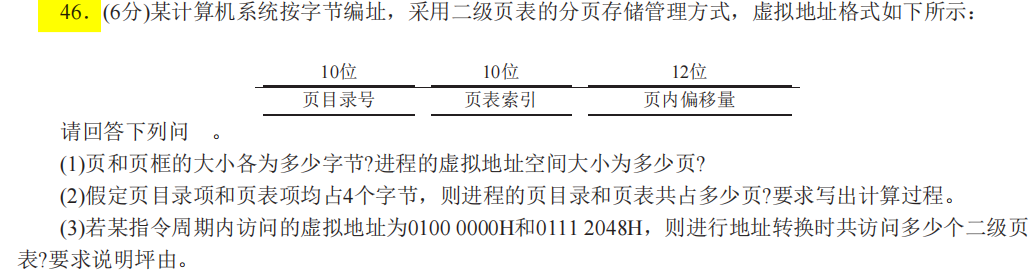 46．(6分)某计算机系统按字节编址，采用二级页表的分页存储管理方式，虚拟地址格式如下所示：
10位 10位 12位
页目录号 页表索引 页内偏移量
请回答下列问 。
(1)页和页框的大小各为多少字节?进程的虚拟地址空间大小为多少页?
(2)假定页目录项和页表项均占4个字节，则进程的页目录和页表共占多少页?要求写出计算过程。
(3)若某指令周期内访问的虚拟地址为0100 0000H和0111 2048H，则进行地址转换时共访问多少个二级页
表?要求说明坪由。